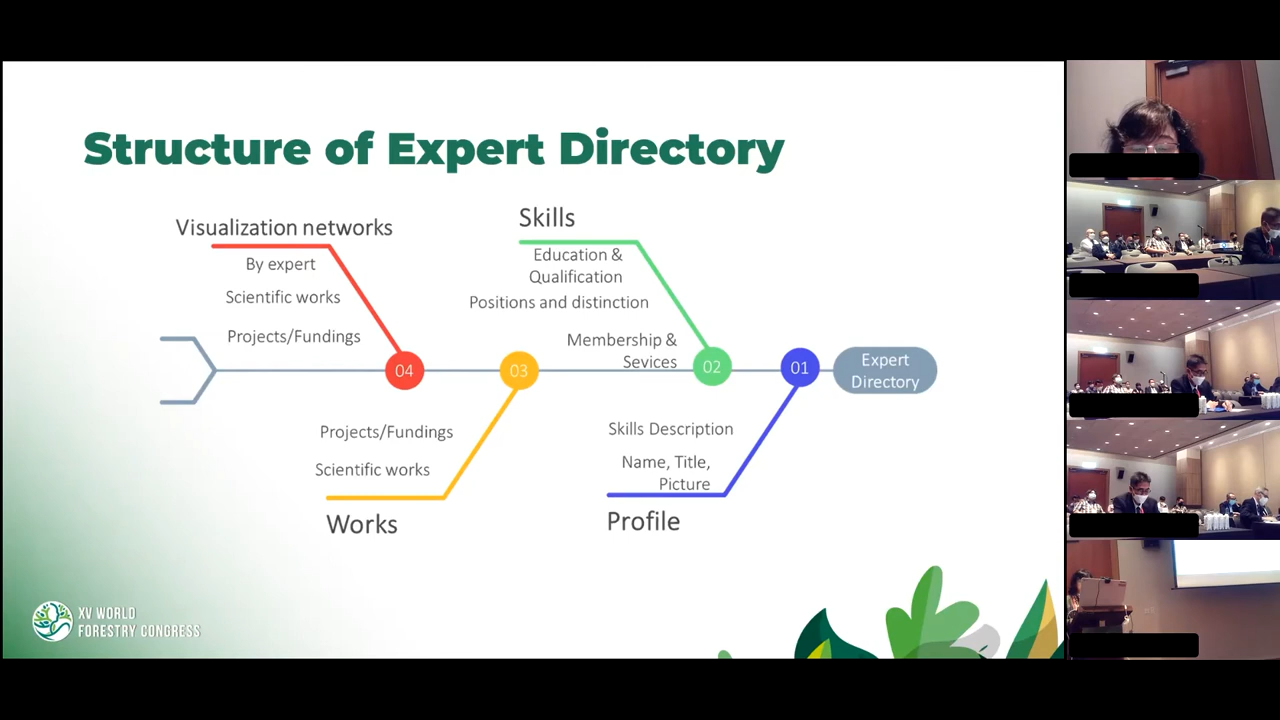 Structure of Expert Directory
Visualization networks
By expert
Scientific works
Projects/Fundings
Skills
Education &
Qualification
Positions and distinction
Membership &
Sevices
04
03
02
01
Expert
Directory
Projects/Fundings
Scientific works
Works
Skills Description
Name, Title,
Picture
Profile
XV WORLD
FORESTRY CONGRESS